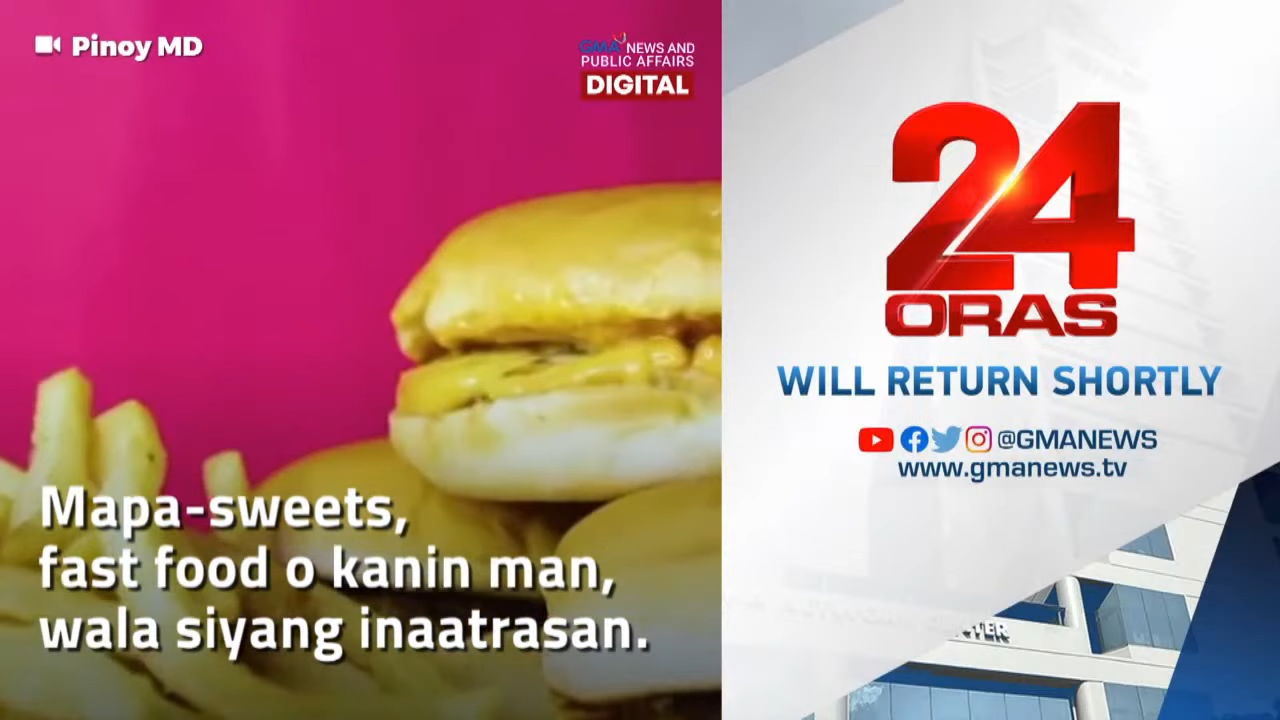 Pinoy MD
GMA NEWS AND
PUBLIC AFFAIRS
DIGITAL
Mapa-sweets,
fast food o kanin man,
wala siyang inaatrasan.
24
ORAS
WILL RETURN SHORTLY
@GMANEWS
www.gmanews.tv